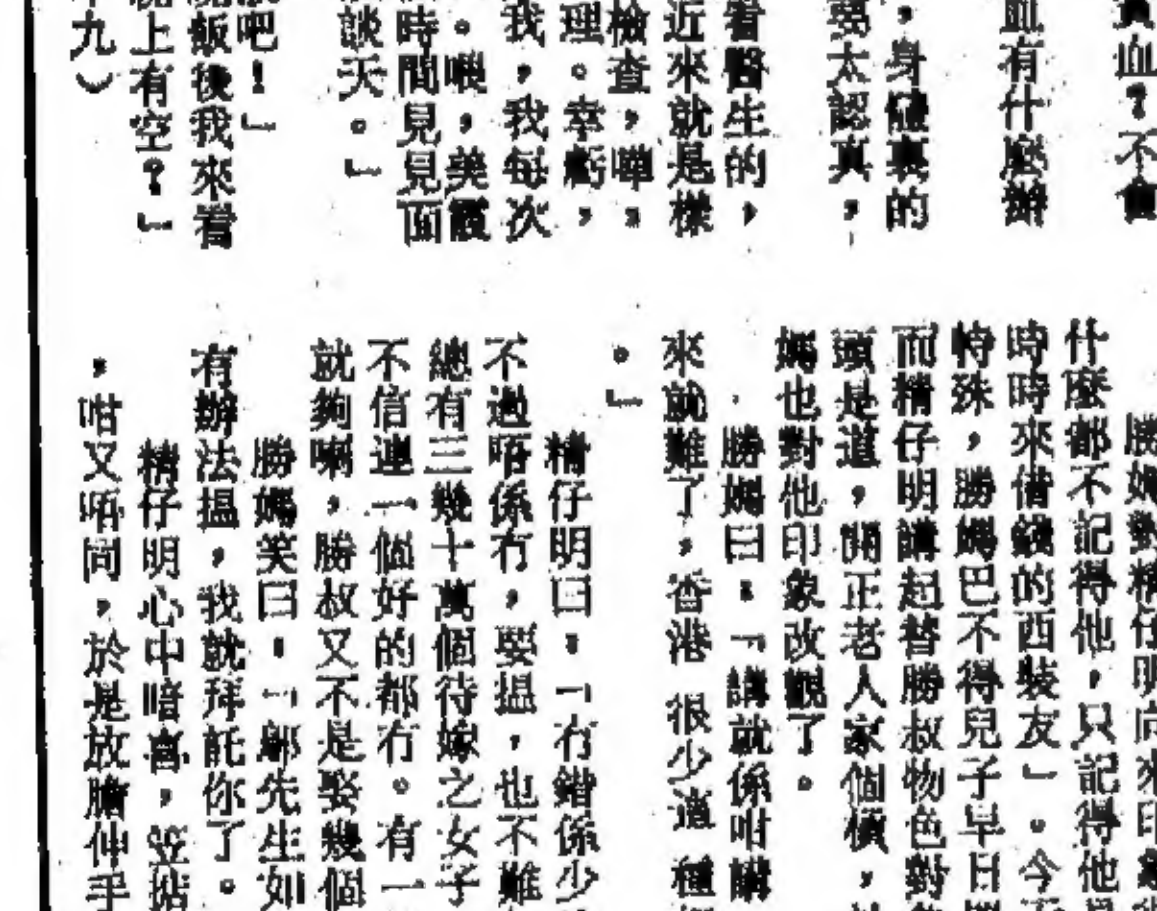 血？不會
血有什麼辦
，身體裏的
太認真，
看醫生的，
近來就是樣
檢查，嘩，
理。幸虧，
我，我每次
。噢，美霞
時間見見面
談天。」
吧！」
飯後我來看
上有空？」
九）
勝媽對精仔明向來印象
什麼都不記得他，只記得他
時時來借錢的西裝友」。今
特殊，勝媽巴不得兒子早日
而精仔明講起替勝叔物色對
頭是道，開正老人家個橫，
媽也對他印象改觀了。
勝媽曰：「講就係咁講
來就難了，香港 很少適 種
。」
精仔明曰：「冇錯係少
不過唔係冇，要搵，也不難
總有三幾十萬個待嫁之女子
不信連一個好的都冇。有一
就夠喇，勝叔又不是娶幾個
勝媽笑曰：「鄺先生如
有辦法搵，我就拜託你了。
精仔明心中暗喜，笠掂
，咁又唔同，於是放膽伸手